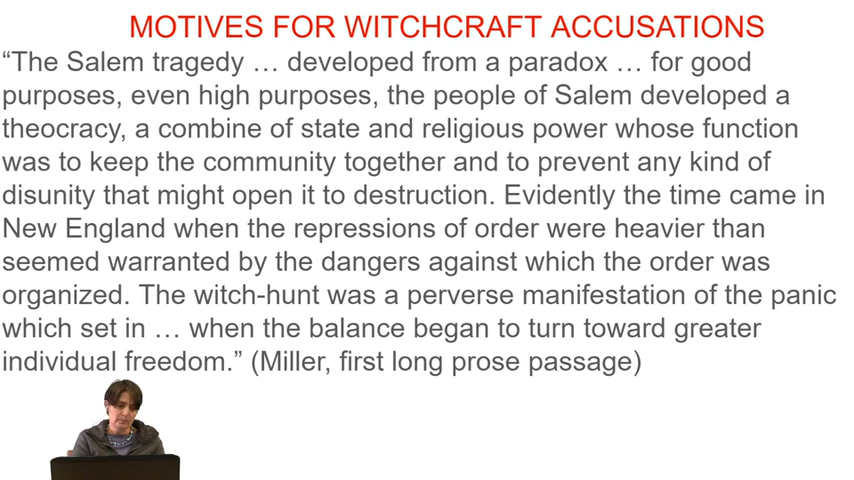 MOTIVES FOR WITCHCRAFT ACCUSATIONS
“The Salem tragedy … developed from a paradox … for good
purposes, even high purposes, the people of Salem developed a
theocracy, a combine of state and religious power whose function
was to keep the community together and to prevent any kind of
disunity that might open it to destruction. Evidently the time came in
New England when the repressions of order were heavier than
seemed warranted by the dangers against which the order was
organized. The witch-hunt was a perverse manifestation of the panic
which set in … when the balance began to turn toward greater
individual freedom.” (Miller, first long prose passage)